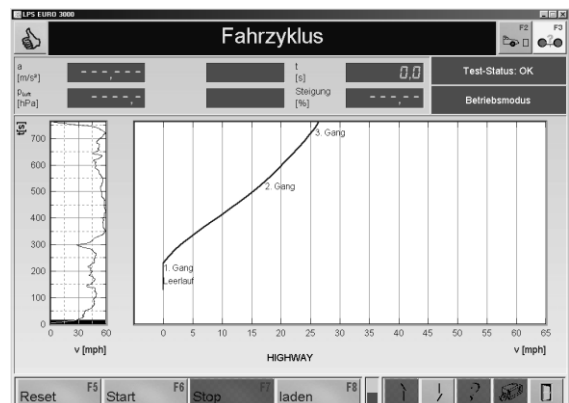 LPS EURO 3000
Fahrzyklus
F2
F3
a
[m/s²]
---,---
t
[s]
0,0
Test-Status: OK
Pluft
[hPa]
----,-
Steigung
[%]
---,--
Betriebsmodus
t[s]
700
600
500
400
300
200
100
0
0 30 60
v [mph]
3. Gang
2. Gang
1. Gang
Leerlauf
0 5 10 15 20 25 30 35 40 45 50 55 60 65
HIGHWAY
v [mph]
Reset F5
Start F6
Stop F7
laden F8